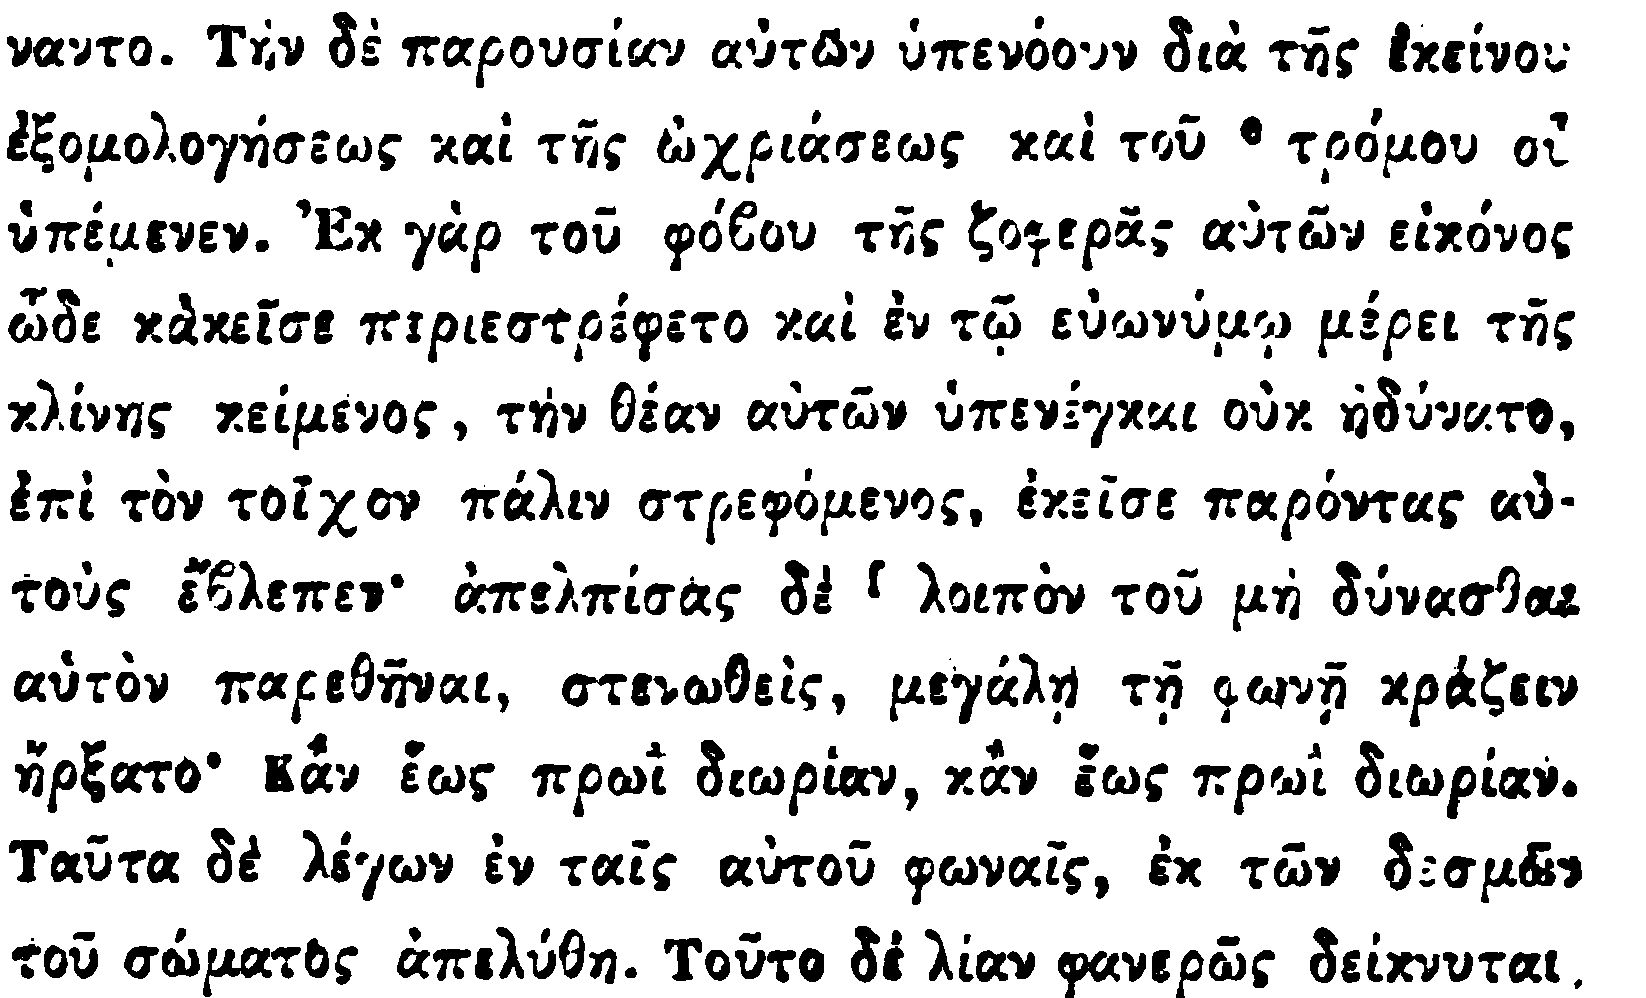 ναντο. Τὴν δὲ παρουσίαν αὐτῶν ὑπενόουν διὰ τῆς ἐκείνου
ἐξομολογήσεως καὶ τῆς ὠχριάσεως καὶ τοῦ ᵉ τρόμου οἷ
ὑπέμενεν. Ἐκ γὰρ τοῦ φόβου τῆς ζοφερᾶς αὐτῶν εἰκόνος
ὧδε κἀκεῖσε περιεστρέφετο καὶ ἐν τῷ εὐωνύμῳ μέρει τῆς
κλίνης κείμενος, τὴν θέαν αὐτῶν ὑπενέγκαι οὐκ ἠδύνατο,
ἐπὶ τὸν τοῖχον πάλιν στρεφόμενος, ἐκεῖσε παρόντας αὐ-
τοὺς ἔβλεπεν· ἀπελπίσας δὲ ᶠ λοιπὸν τοῦ μὴ δύνασθαι
αὐτὸν παρεθῆναι, στενωθεὶς, μεγάλῃ τῇ φωνῇ κράζειν
ἤρξατο· Κἂν ἕως πρωῒ διωρίαν, κἂν ἕως πρωῒ διωρίαν.
Ταῦτα δὲ λέγων ἐν ταῖς αὐτοῦ φωναῖς, ἐκ τῶν δεσμῶν
τοῦ σώματος ἀπελύθη. Τοῦτο δὲ λίαν φανερῶς δείκνυται,